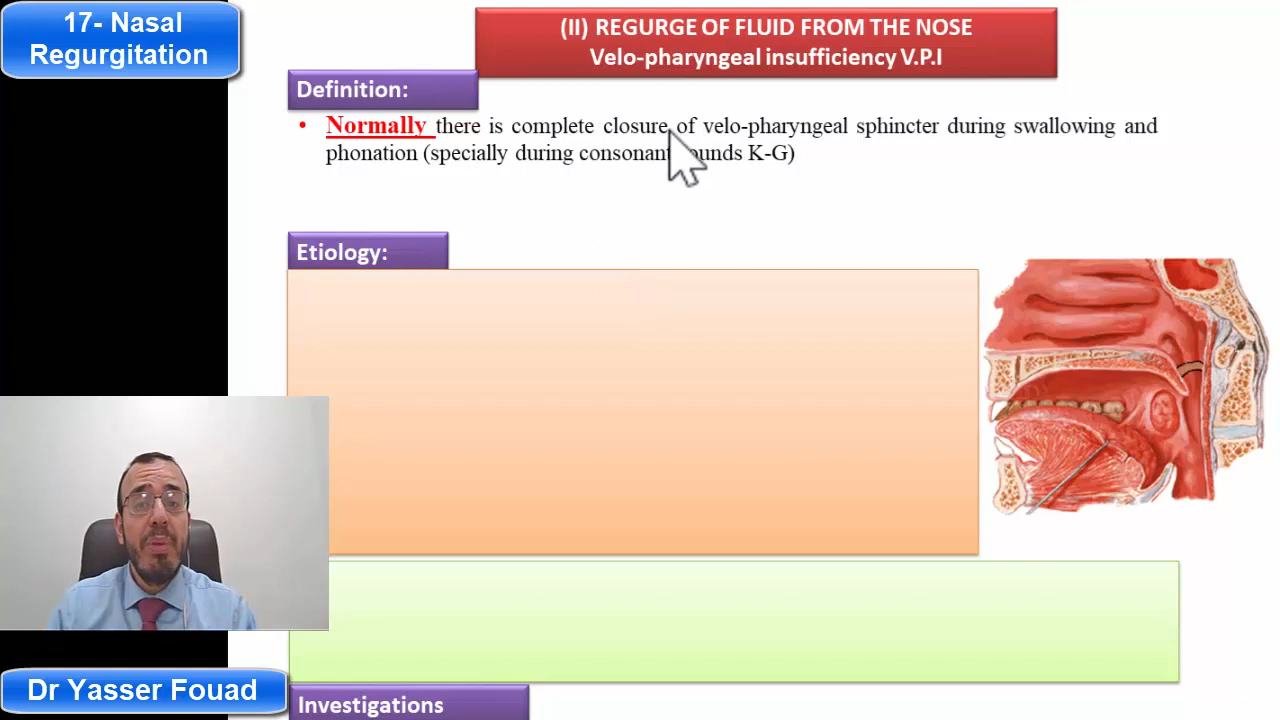 17- Nasal
Regurgitation
(II) REGURGE OF FLUID FROM THE NOSE
Velo-pharyngeal insufficiency V.P.I
Definition:
• Normally there is complete closure of velo-pharyngeal sphincter during swallowing and
phonation (specially during consonant ounds K-G)
Etiology:
Dr Yasser Fouad
Investigations